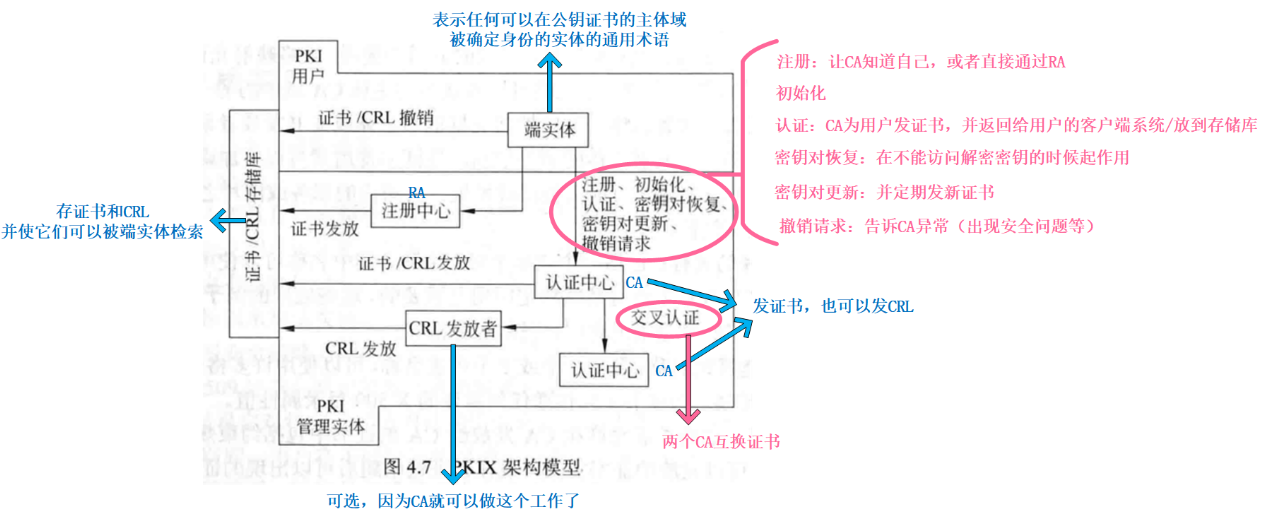 表示任何可以在公钥证书的主体域
被确定身份的实体的通用术语
PKI
用户
注册：让CA知道自己，或者直接通过RA
初始化
认证：CA为用户发证书，并返回给用户的客户端系统/放到存储库
密钥对恢复：在不能访问解密密钥的时候起作用
密钥对更新：并定期发新证书
撤销请求：告诉CA异常（出现安全问题等）
证书/CRL 撤销
端实体
证书/CRL 存储库
存证书和CRL
并使它们可以被端实体检索
RA
注册中心
证书发放
注册、初始化、
认证、密钥对恢复、
密钥对更新、
撤销请求
证书/CRL发放
认证中心
CA
发证书，也可以发CRL
交叉认证
CRL 发放者
CRL 发放
认证中心
CA
两个CA互换证书
PKI
管理实体
图 4.7 PKIX 架构模型
可选，因为CA就可以做这个工作了